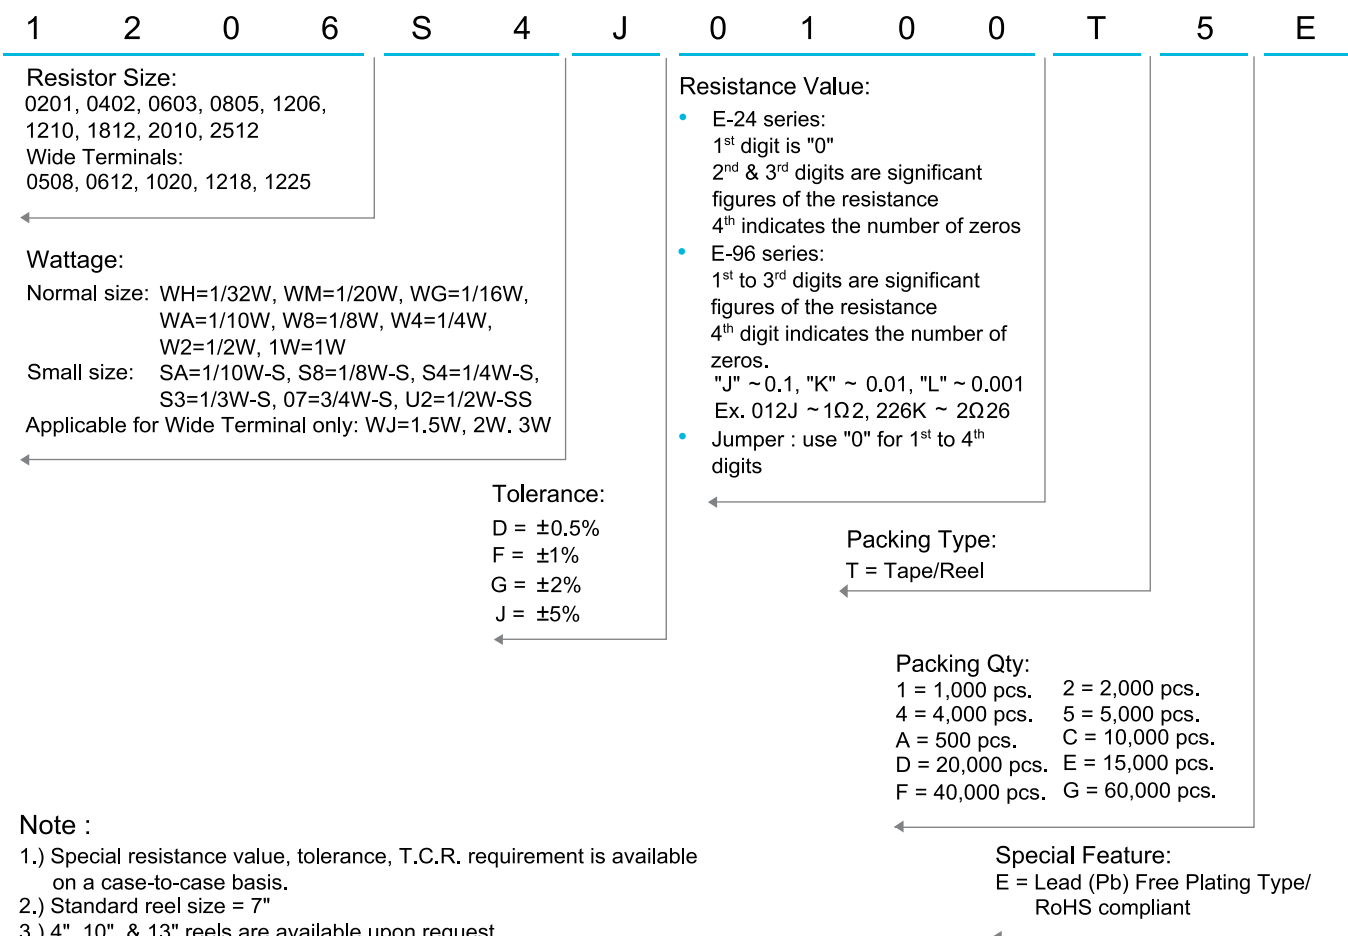 1 2 0 6 S 4 J 0 1 0 0 T 5 E
Resistor Size:
0201, 0402, 0603, 0805, 1206,
1210, 1812, 2010, 2512
Wide Terminals:
0508, 0612, 1020, 1218, 1225
Wattage:
Normal size: WH=1/32W, WM=1/20W, WG=1/16W,
WA=1/10W, W8=1/8W, W4=1/4W,
W2=1/2W, 1W=1W
Small size: SA=1/10W-S, S8=1/8W-S, S4=1/4W-S,
S3=1/3W-S, 07=3/4W-S, U2=1/2W-SS
Applicable for Wide Terminal only: WJ=1.5W, 2W. 3W
Tolerance:
D = ±0.5%
F = ±1%
G = ±2%
J = ±5%
Resistance Value:
• E-24 series:
1st digit is "0"
2nd & 3rd digits are significant
figures of the resistance
4th indicates the number of zeros
• E-96 series:
1st to 3rd digits are significant
figures of the resistance
4th digit indicates the number of
zeros.
"J" ~ 0.1, "K" ~ 0.01, "L" ~ 0.001
Ex. 012J ~ 1Ω2, 226K ~ 2Ω26
• Jumper : use "0" for 1st to 4th
digits
Packing Type:
T = Tape/Reel
Packing Qty:
1 = 1,000 pcs. 2 = 2,000 pcs.
4 = 4,000 pcs. 5 = 5,000 pcs.
A = 500 pcs. C = 10,000 pcs.
D = 20,000 pcs. E = 15,000 pcs.
F = 40,000 pcs. G = 60,000 pcs.
Special Feature:
E = Lead (Pb) Free Plating Type/
RoHS compliant
Note :
1.) Special resistance value, tolerance, T.C.R. requirement is available
on a case-to-case basis.
2.) Standard reel size = 7"
3.) 4", 10", & 13" reels are available upon request